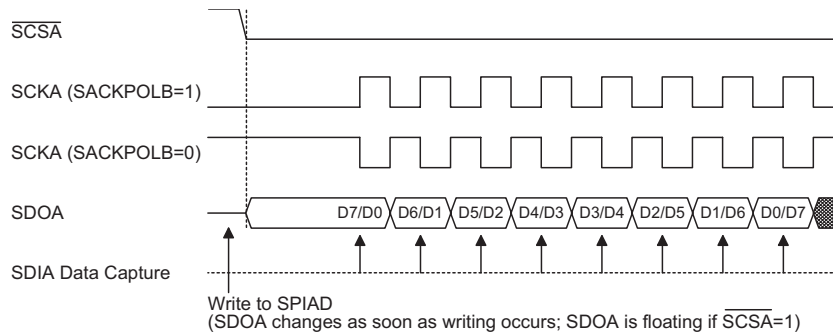 SCSA
SCKA (SACKPOLB=1)
SCKA (SACKPOLB=0)
SDOA
D7/D0 D6/D1 D5/D2 D4/D3 D3/D4 D2/D5 D1/D6 D0/D7
SDIA Data Capture
Write to SPIAD
(SDOA changes as soon as writing occurs; SDOA is floating if SCSA=1)